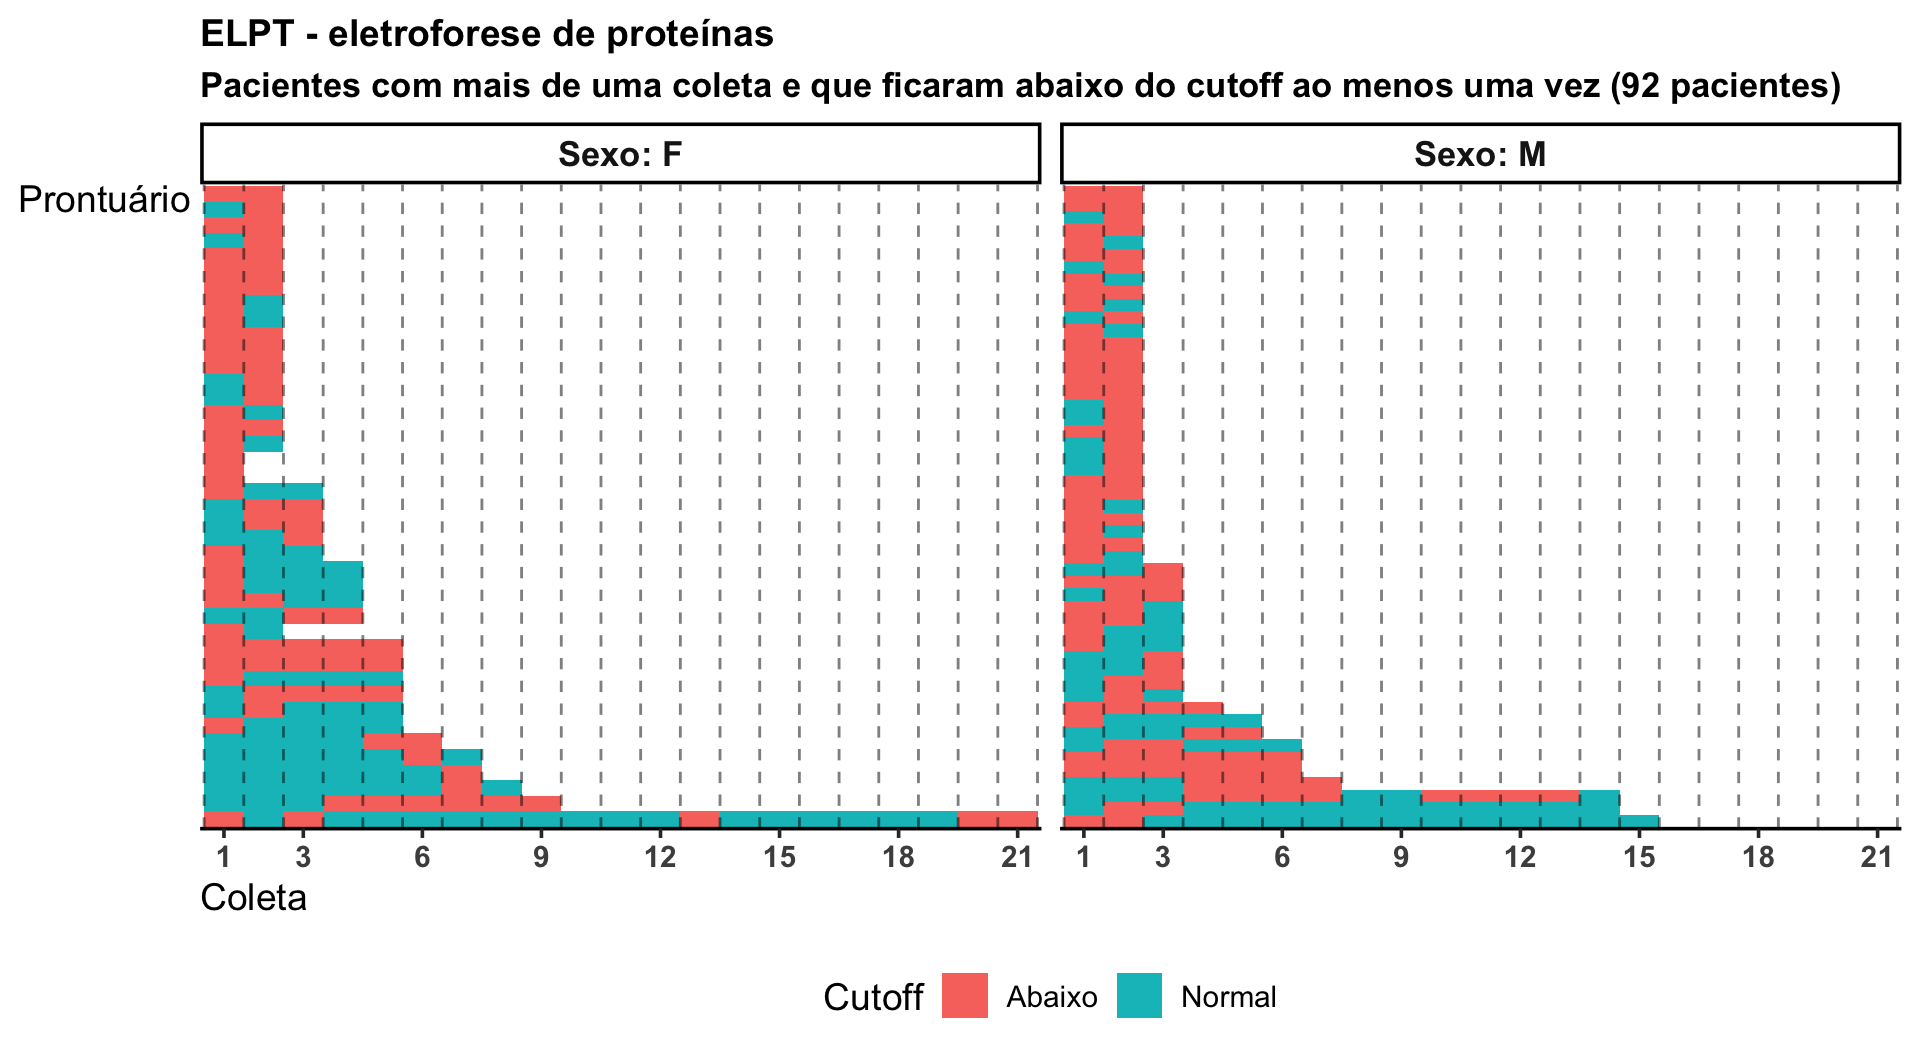 ELPT - eletroforese de proteínas
Pacientes com mais de uma coleta e que ficaram abaixo do cutoff ao menos uma vez (92 pacientes)
Sexo: F
Sexo: M
Prontuário
1 3 6 9 12 15 18 21
1 3 6 9 12 15 18 21
Coleta
Cutoff Abaixo Normal